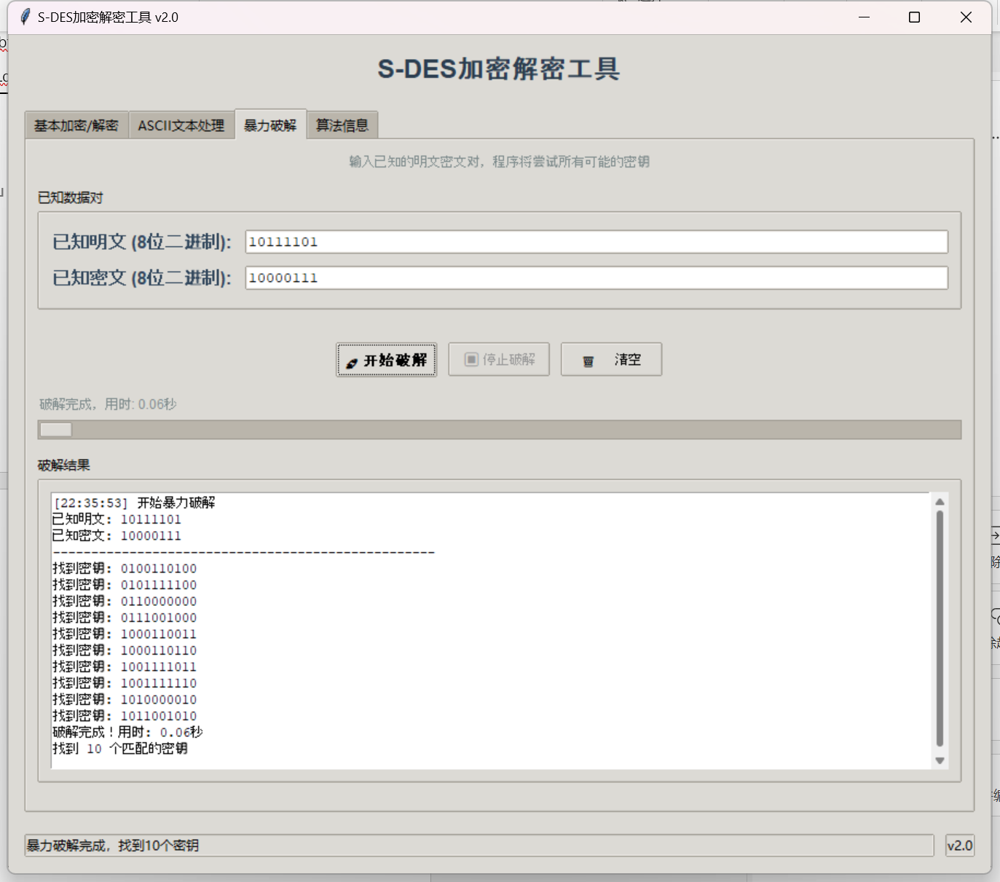 S-DES加密解密工具 v2.0
S-DES加密解密工具
基本加密/解密 ASCII文本处理 暴力破解 算法信息
输入已知的明文密文对，程序将尝试所有可能的密钥
已知数据对
已知明文 (8位二进制): 10111101
已知密文 (8位二进制): 10000111
开始破解 停止破解 清空
破解完成，用时: 0.06秒
破解结果
[22:35:53] 开始暴力破解
已知明文: 10111101
已知密文: 10000111
--------------------------------------------------
找到密钥: 0100110100
找到密钥: 0101111100
找到密钥: 0110000000
找到密钥: 0111001000
找到密钥: 1000110011
找到密钥: 1000110110
找到密钥: 1001111011
找到密钥: 1001111110
找到密钥: 1010000010
找到密钥: 1011001010
破解完成！用时: 0.06秒
找到 10 个匹配的密钥
暴力破解完成，找到10个密钥 v2.0